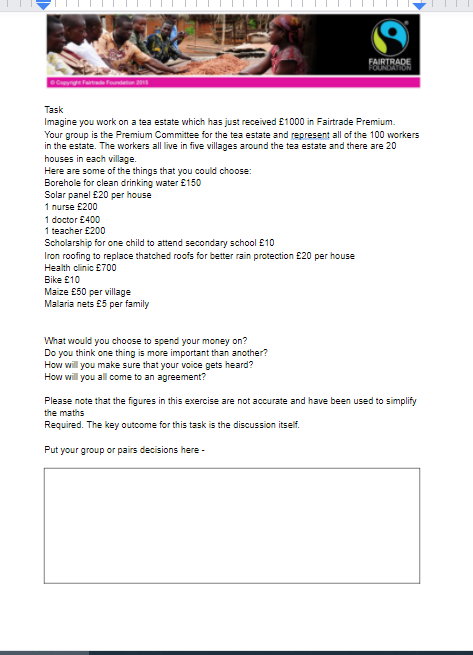 FAIRTRADE
FOUNDATION
© Copyright Fairtrade Foundation 2013
Task
Imagine you work on a tea estate which has just received £1000 in Fairtrade Premium.
Your group is the Premium Committee for the tea estate and represent all of the 100 workers
in the estate. The workers all live in five villages around the tea estate and there are 20
houses in each village.
Here are some of the things that you could choose:
Borehole for clean drinking water £150
Solar panel £20 per house
1 nurse £200
1 doctor £400
1 teacher £200
Scholarship for one child to attend secondary school £10
Iron roofing to replace thatched roofs for better rain protection £20 per house
Health clinic £700
Bike £10
Maize £50 per village
Malaria nets £5 per family
What would you choose to spend your money on?
Do you think one thing is more important than another?
How will you make sure that your voice gets heard?
How will you all come to an agreement?
Please note that the figures in this exercise are not accurate and have been used to simplify
the maths
Required. The key outcome for this task is the discussion itself.
Put your group or pairs decisions here -